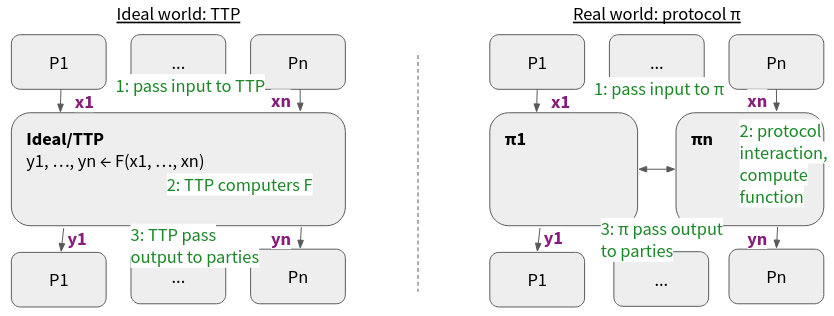 Ideal world: TTP
P1
...
Pn
1: pass input to TTP
x1
xn
Ideal/TTP
y1, …, yn ← F(x1, …, xn)
2: TTP computers F
y1
3: TTP pass
output to parties
yn
P1
...
Pn
Real world: protocol π
P1
...
Pn
1: pass input to π
x1
xn
π1
πn
2: protocol
interaction,
compute
function
y1
3: π pass output
to parties
yn
P1
...
Pn